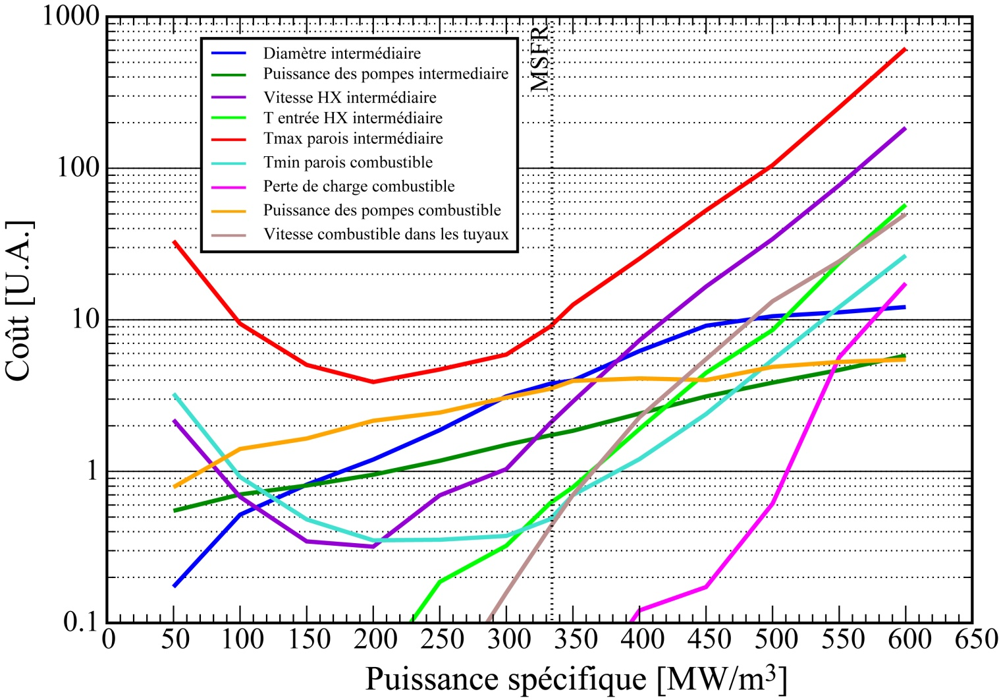 1000
100
10
1
0.1
Coût [U.A.]
Diamètre intermédiaire
Puissance des pompes intermediaire
Vitesse HX intermédiaire
T entrée HX intermédiaire
Tmax parois intermédiaire
Tmin parois combustible
Perte de charge combustible
Puissance des pompes combustible
Vitesse combustible dans les tuyaux
MSFR
0 50 100 150 200 250 300 350 400 450 500 550 600 650
Puissance spécifique [MW/m³]